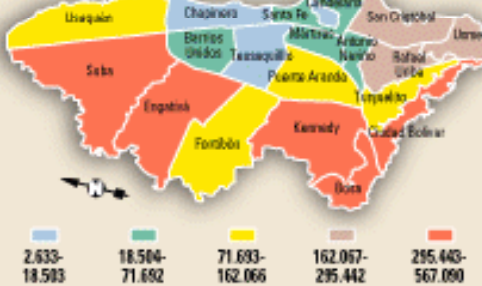 Candelaria
Usaquén
Chapinero
Santa Fe
San Cristóbal
Usme
Barrios
Unidos
Mártires
Antonio
Nariño
Teusaquillo
Rafael
Uribe
Suba
Puente Aranda
Tunjuelito
Engativá
Kennedy
Ciudad Bolívar
Fontibón
Bosa
N
2.633-
18.503
18.504-
71.692
71.693-
162.066
162.067-
295.442
295.443-
567.090